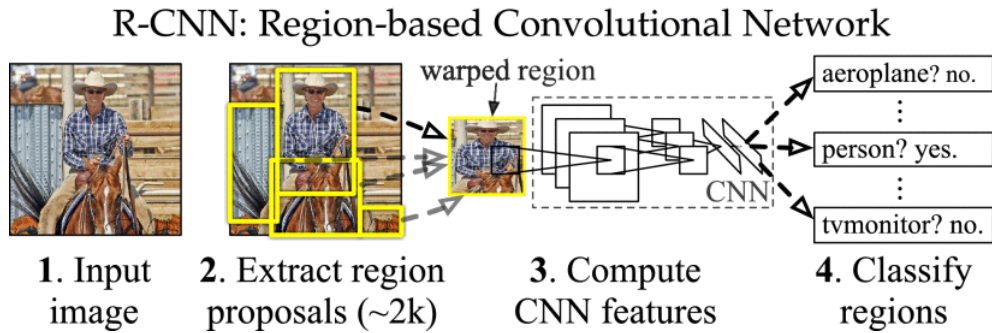 R-CNN: Region-based Convolutional Network
warped region
aeroplane? no.
⋮
person? yes.
⋮
tvmonitor? no.
CNN
1. Input
image
2. Extract region
proposals (~2k)
3. Compute
CNN features
4. Classify
regions